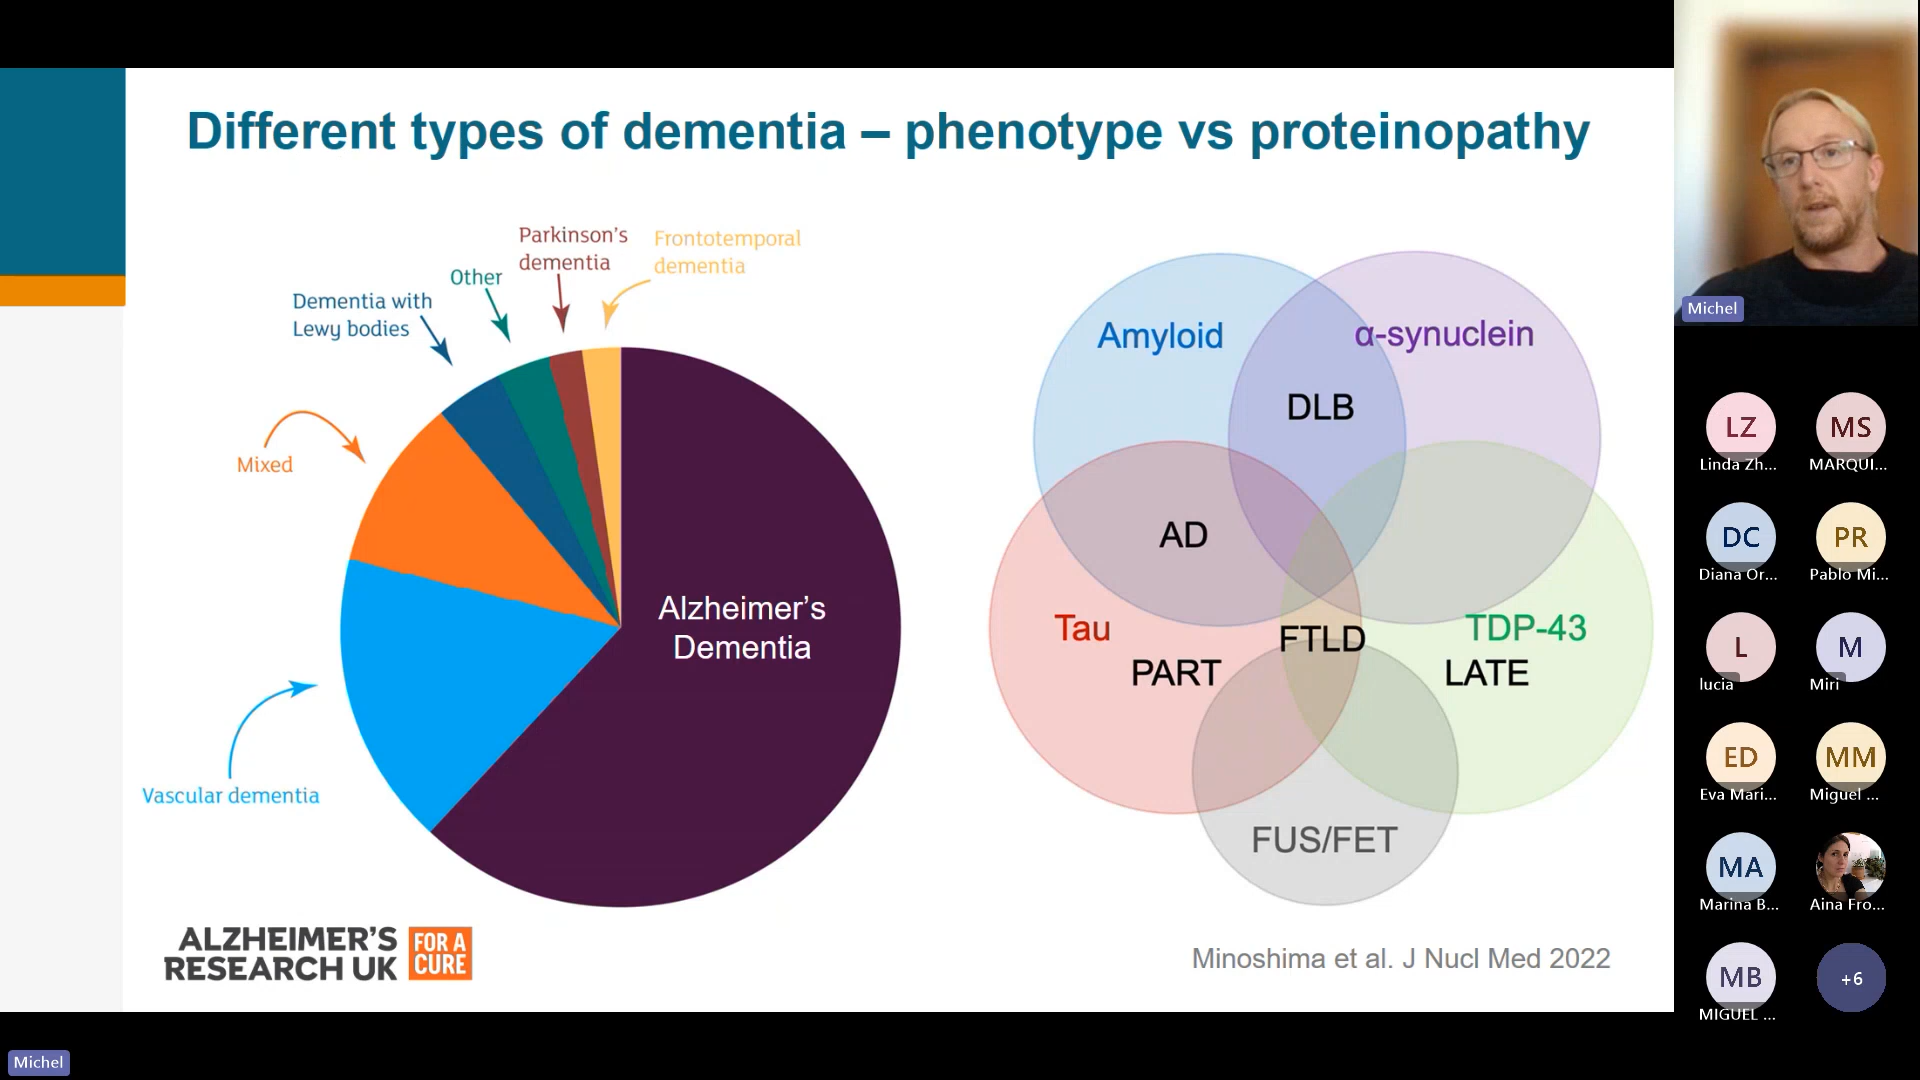 Different types of dementia – phenotype vs proteinopathy
Parkinson's
dementia
Frontotemporal
dementia
Other
Dementia with
Lewy bodies
Mixed
Alzheimer's
Dementia
Vascular dementia
ALZHEIMER'S
RESEARCH UK
FOR A
CURE
Amyloid
α-synuclein
DLB
AD
Tau
FTLD
TDP-43
PART
LATE
FUS/FET
Minoshima et al. J Nucl Med 2022
Michel
LZ
Linda Zh...
MS
MARQUI...
DC
Diana Or...
PR
Pablo Mi...
L
lucia
M
Miri
ED
Eva Mari...
MM
Miguel ...
MA
Marina B...
Aina Fro...
MB
MIGUEL ...
+6
Michel